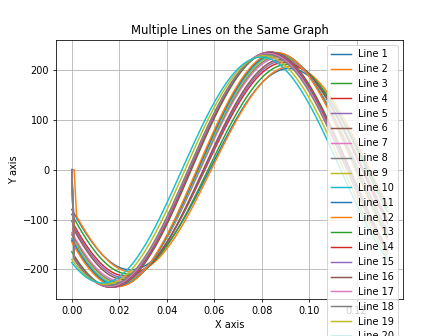 Multiple Lines on the Same Graph
Y axis
200
100
0
−100
−200
0.00
0.02
0.04
0.06
0.08
0.10
X axis
Line 1
Line 2
Line 3
Line 4
Line 5
Line 6
Line 7
Line 8
Line 9
Line 10
Line 11
Line 12
Line 13
Line 14
Line 15
Line 16
Line 17
Line 18
Line 19
Line 20